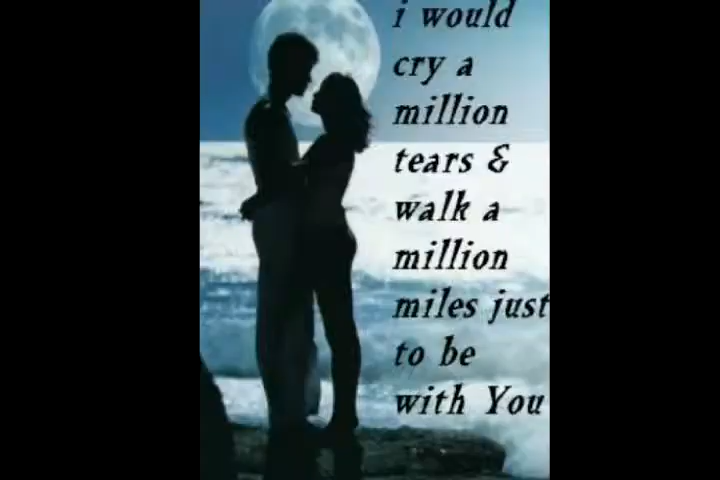 i would
cry a
million
tears &
walk a
million
miles just
to be
with You